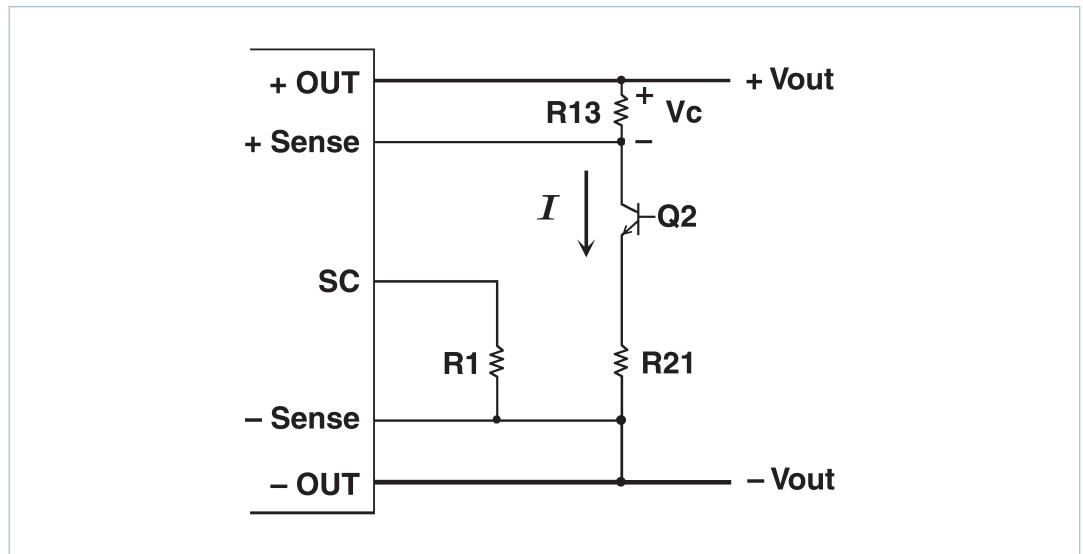 + OUT
+ Vout
R13
+
Vc
+ Sense
–
I
Q2
SC
R1
R21
– Sense
– OUT
– Vout